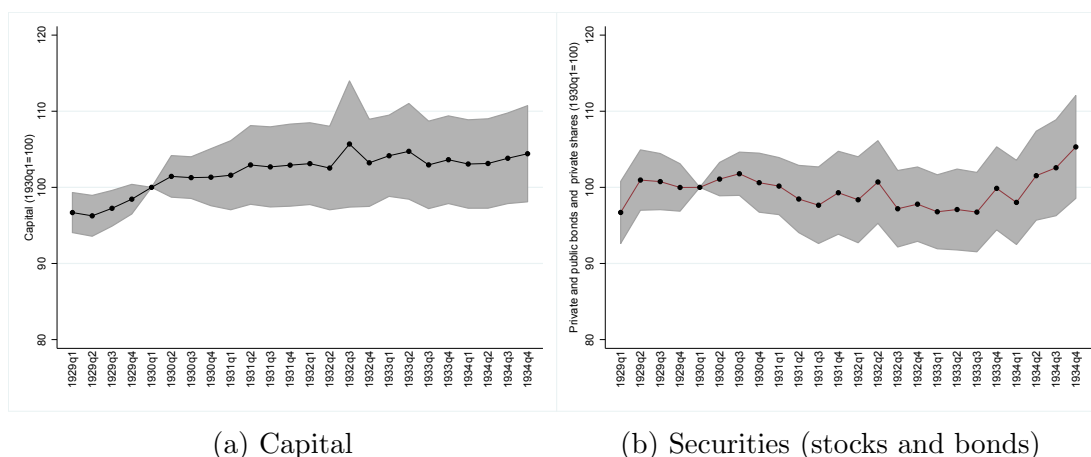 Capital (1930q1=100)
120
110
100
90
80
1929q1
1929q2
1929q3
1929q4
1930q1
1930q2
1930q3
1930q4
1931q1
1931q2
1931q3
1931q4
1932q1
1932q2
1932q3
1932q4
1933q1
1933q2
1933q3
1933q4
1934q1
1934q2
1934q3
1934q4
(a) Capital
Private and public bonds and private shares (1930q1=100)
120
110
100
90
80
1929q1
1929q2
1929q3
1929q4
1930q1
1930q2
1930q3
1930q4
1931q1
1931q2
1931q3
1931q4
1932q1
1932q2
1932q3
1932q4
1933q1
1933q2
1933q3
1933q4
1934q1
1934q2
1934q3
1934q4
(b) Securities (stocks and bonds)